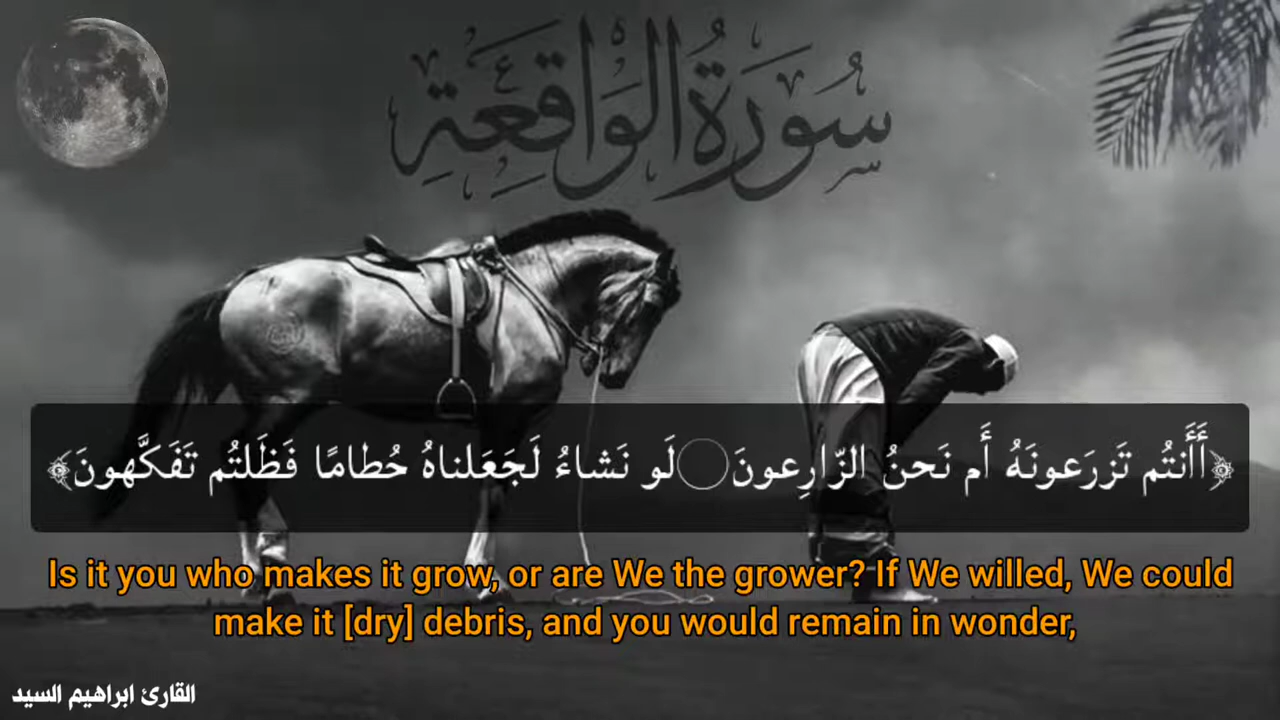 سُورَةُ الْوَاقِعَةِ
﴿أَأَنتُم تَزرَعونَهُ أَم نَحنُ الزّارِعونَ۝لَو نَشاءُ لَجَعَلناهُ حُطامًا فَظَلتُم تَفَكَّهونَ﴾
Is it you who makes it grow, or are We the grower? If We willed, We could
make it [dry] debris, and you would remain in wonder,
القارئ ابراهيم السيد